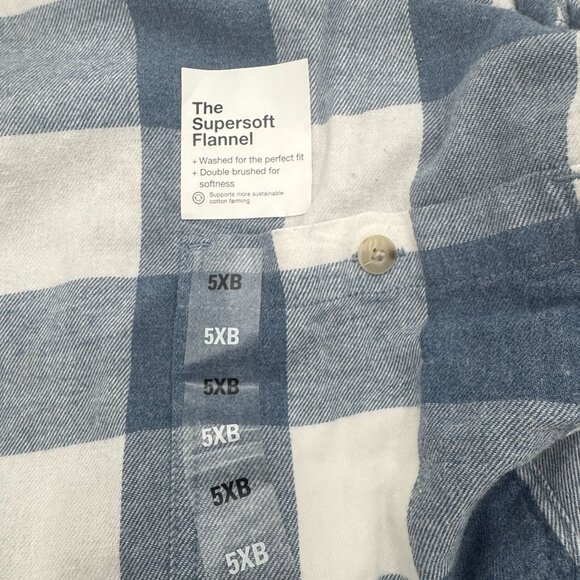 The
Supersoft
Flannel
+ Washed for the perfect fit
+ Double brushed for
softness
Supports more sustainable
cotton farming
5XB
5XB
5XB
5XB
5XB
5XB